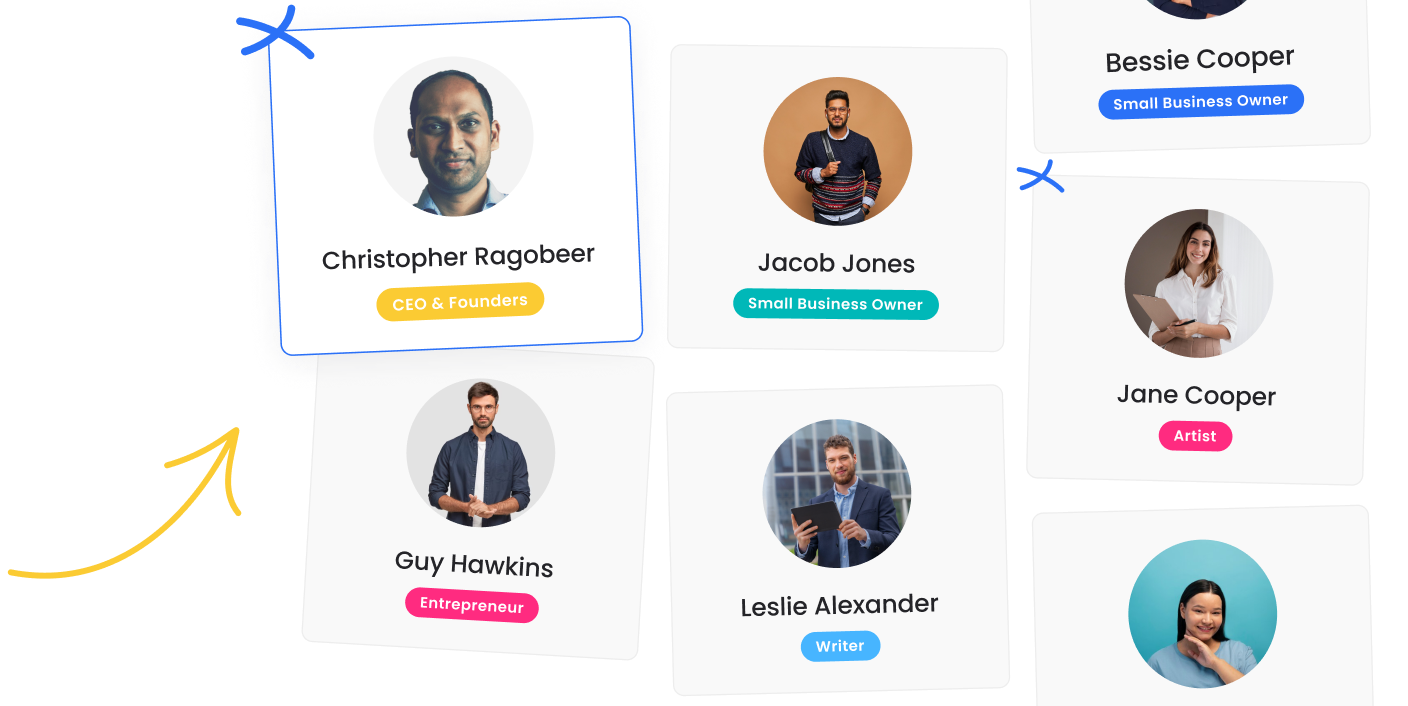 Christopher Ragobeer
CEO & Founders
Jacob Jones
Small Business Owner
Bessie Cooper
Small Business Owner
Guy Hawkins
Entrepreneur
Leslie Alexander
Writer
Jane Cooper
Artist